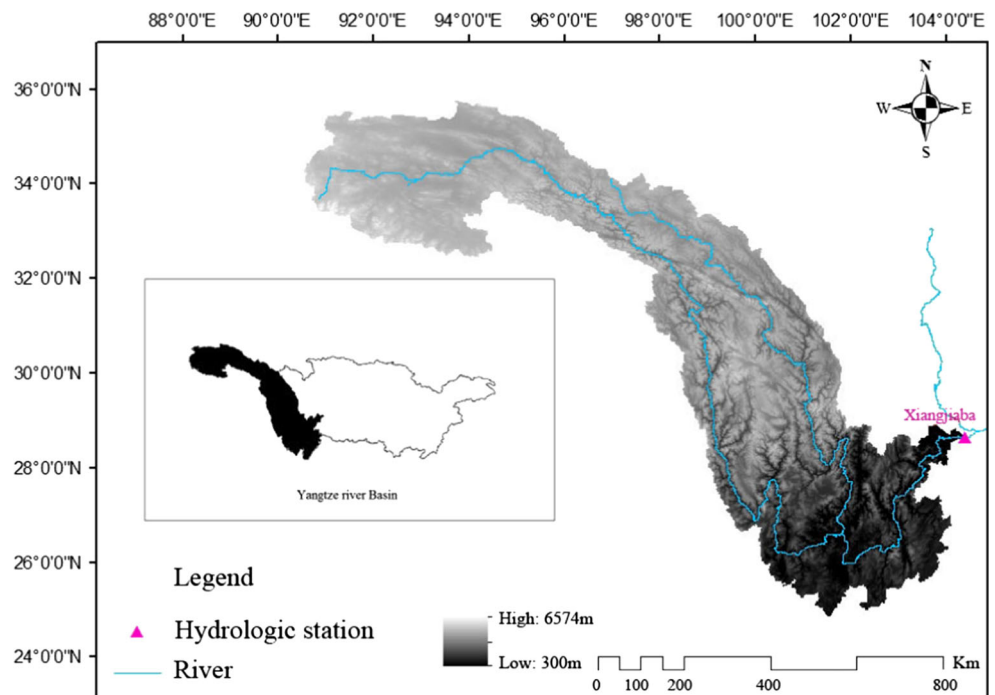 88°0'0"E 90°0'0"E 92°0'0"E 94°0'0"E 96°0'0"E 98°0'0"E 100°0'0"E 102°0'0"E 104°0'0"E
36°0'0"N
34°0'0"N
32°0'0"N
30°0'0"N
28°0'0"N
26°0'0"N
24°0'0"N
N
W E
S
Xiangjiaba
Yangtze river Basin
Legend
Hydrologic station
River
High: 6574m
Low: 300m
Km
0 100 200 400 800